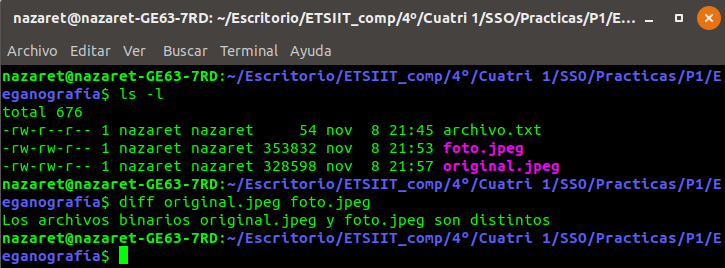 nazaret@nazaret-GE63-7RD: ~/Escritorio/ETSIIT_comp/4º/Cuatri 1/SSO/Practicas/P1/E...
Archivo Editar Ver Buscar Terminal Ayuda
nazaret@nazaret-GE63-7RD:~/Escritorio/ETSIIT_comp/4º/Cuatri 1/SSO/Practicas/P1/E
eganografia$ ls -l
total 676
-rw-r--r-- 1 nazaret nazaret     54 nov  8 21:45 archivo.txt
-rw-rw-r-- 1 nazaret nazaret 353832 nov  8 21:53 foto.jpeg
-rw-rw-r-- 1 nazaret nazaret 328598 nov  8 21:57 original.jpeg
nazaret@nazaret-GE63-7RD:~/Escritorio/ETSIIT_comp/4º/Cuatri 1/SSO/Practicas/P1/E
eganografia$ diff original.jpeg foto.jpeg
Los archivos binarios original.jpeg y foto.jpeg son distintos
nazaret@nazaret-GE63-7RD:~/Escritorio/ETSIIT_comp/4º/Cuatri 1/SSO/Practicas/P1/E
eganografia$